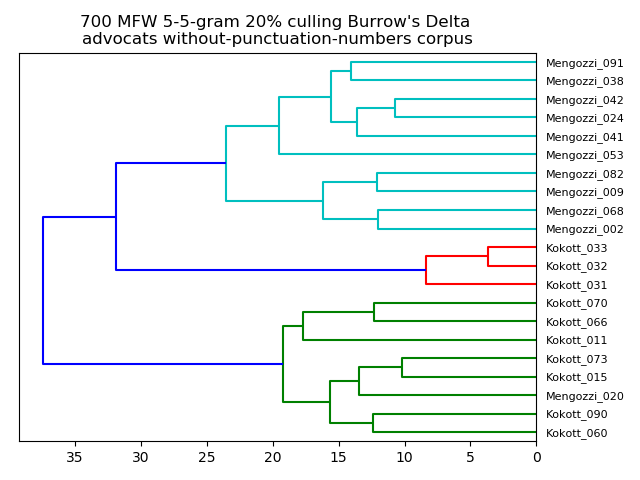 700 MFW 5-5-gram 20% culling Burrow's Delta
advocats without-punctuation-numbers corpus
Mengozzi_091
Mengozzi_038
Mengozzi_042
Mengozzi_024
Mengozzi_041
Mengozzi_053
Mengozzi_082
Mengozzi_009
Mengozzi_068
Mengozzi_002
Kokott_033
Kokott_032
Kokott_031
Kokott_070
Kokott_066
Kokott_011
Kokott_073
Kokott_015
Mengozzi_020
Kokott_090
Kokott_060
35 30 25 20 15 10 5 0